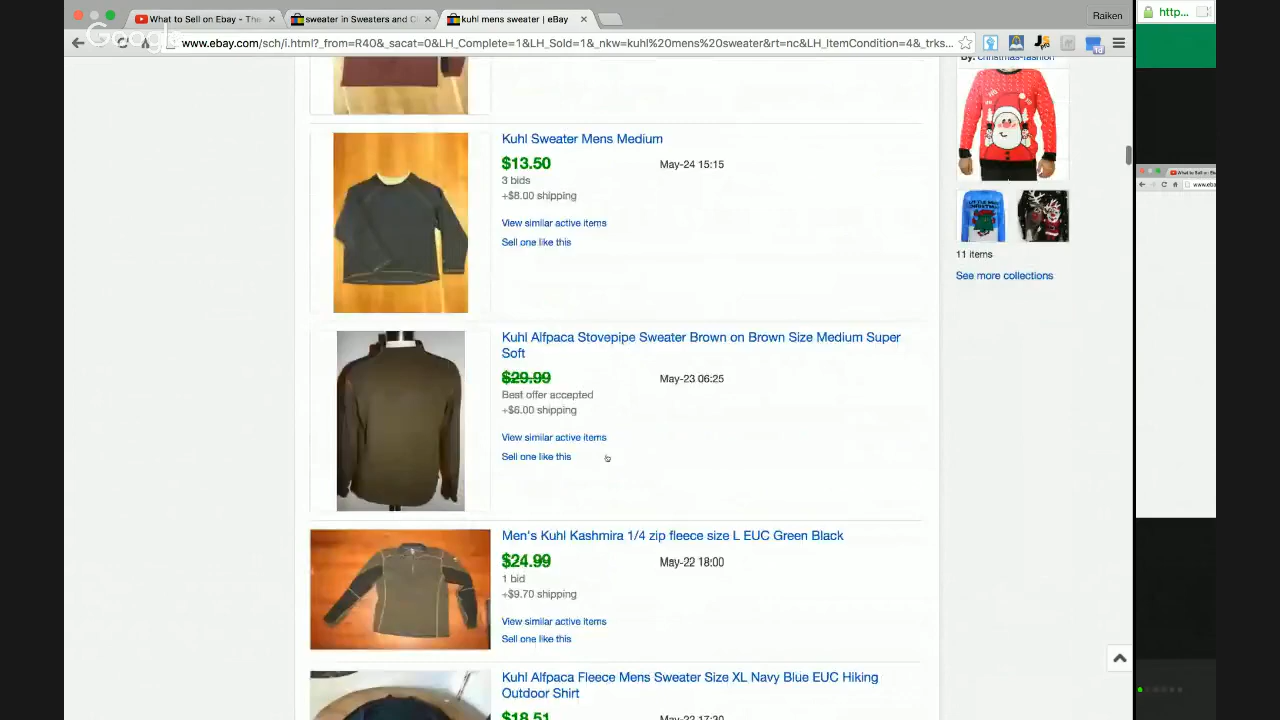 What to Sell on Ebay - The
sweater in Sweaters and C
kuhl mens sweater | eBay
Raiken
http...
Google
www.ebay.com/sch/i.html?_from=R40&_sacat=0&LH_Complete=1&LH_Sold=1&_nkw=kuhl%20mens%20sweater&rt=nc&LH_ItemCondition=4&_trks...
By: christmas-fashion
Kuhl Sweater Mens Medium
$13.50 May-24 15:15
3 bids
+$8.00 shipping
View similar active items
Sell one like this
11 items
See more collections
Kuhl Alfpaca Stovepipe Sweater Brown on Brown Size Medium Super
Soft
$29.99 May-23 06:25
Best offer accepted
+$6.00 shipping
View similar active items
Sell one like this
Men's Kuhl Kashmira 1/4 zip fleece size L EUC Green Black
$24.99 May-22 18:00
1 bid
+$9.70 shipping
View similar active items
Sell one like this
Kuhl Alfpaca Fleece Mens Sweater Size XL Navy Blue EUC Hiking
Outdoor Shirt
$18.51 May-22 17:30